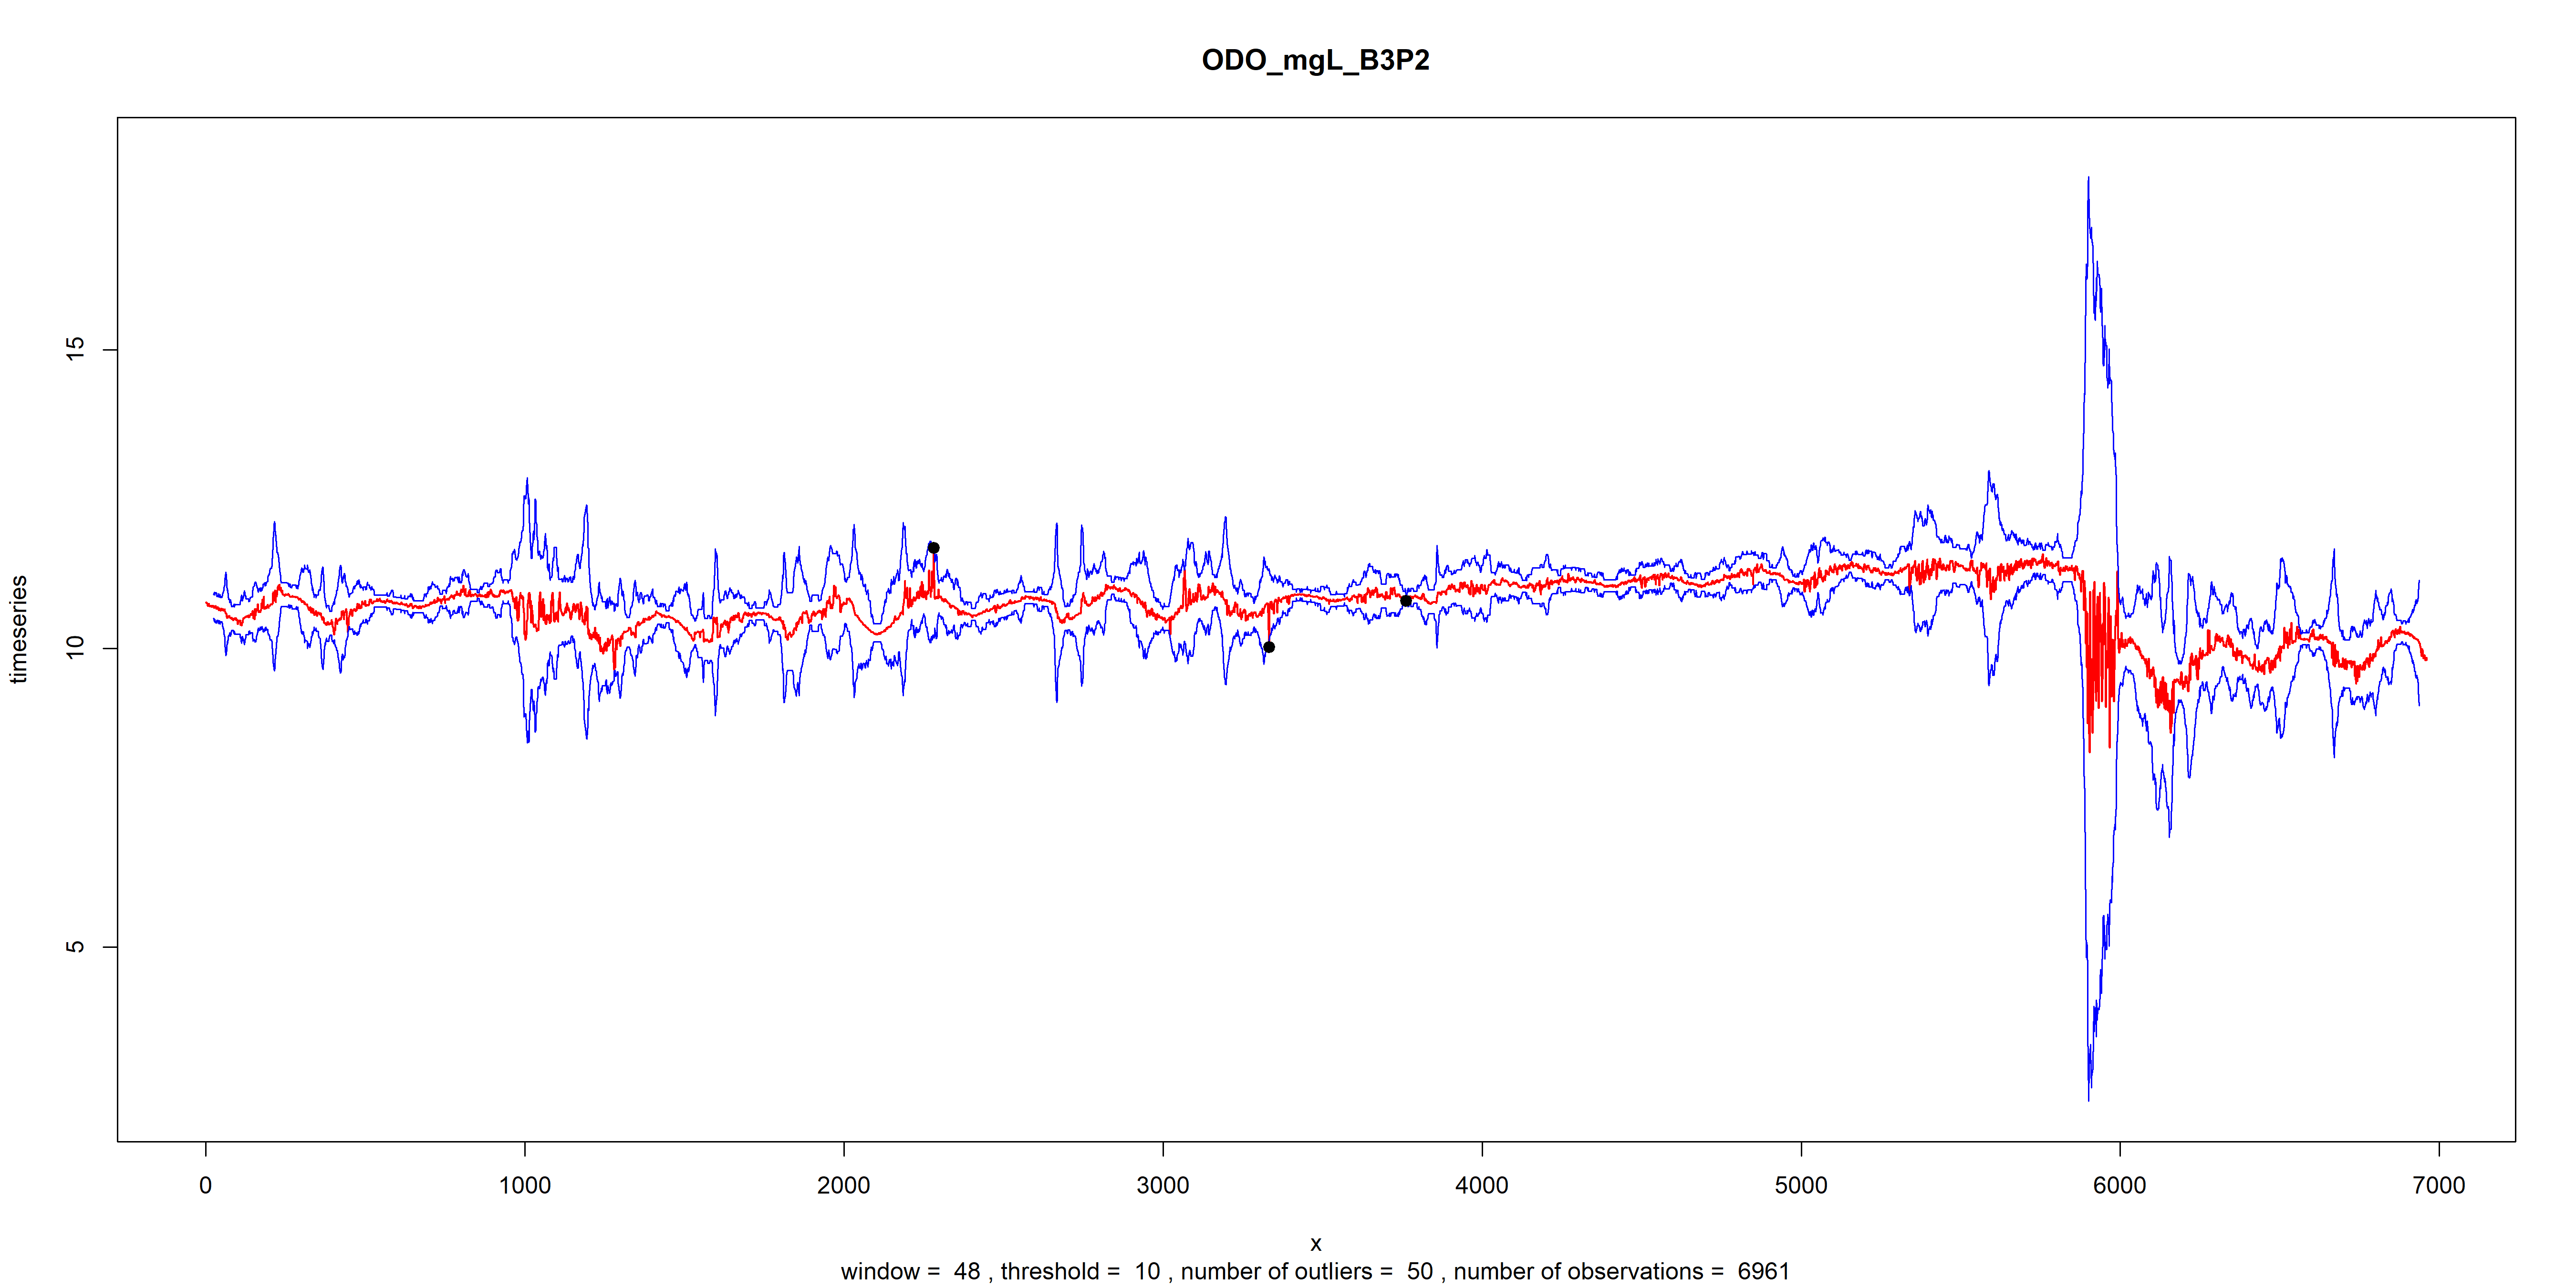 ODO_mgL_B3P2
timeseries
15
10
5
0 1000 2000 3000 4000 5000 6000 7000
x
window = 48 , threshold = 10 , number of outliers = 50 , number of observations = 6961